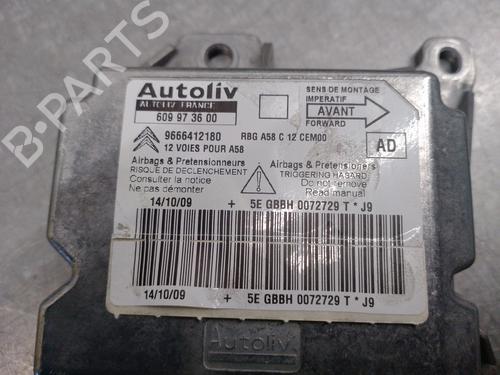 B-PARTS
Autoliv
AUTOLIV FRANCE
609 97 36 00
SENS DE MONTAGE
IMPERATIF
AVANT
FORWARD
9666412180
RBG A58 C 12 CEM00
12 VOIES POUR A58
AD
Airbags & Pretensionneurs
RISQUE DE DECLENCHEMENT
Consulter la notice
Ne pas démonter
Airbags & Pretensioners
TRIGGERING HASARD
Do not remove
Read manual
14/10/09 + 5E GBBH 0072729 T * J9
14/10/09 + 5E GBBH 0072729 T * J9
Autoliv